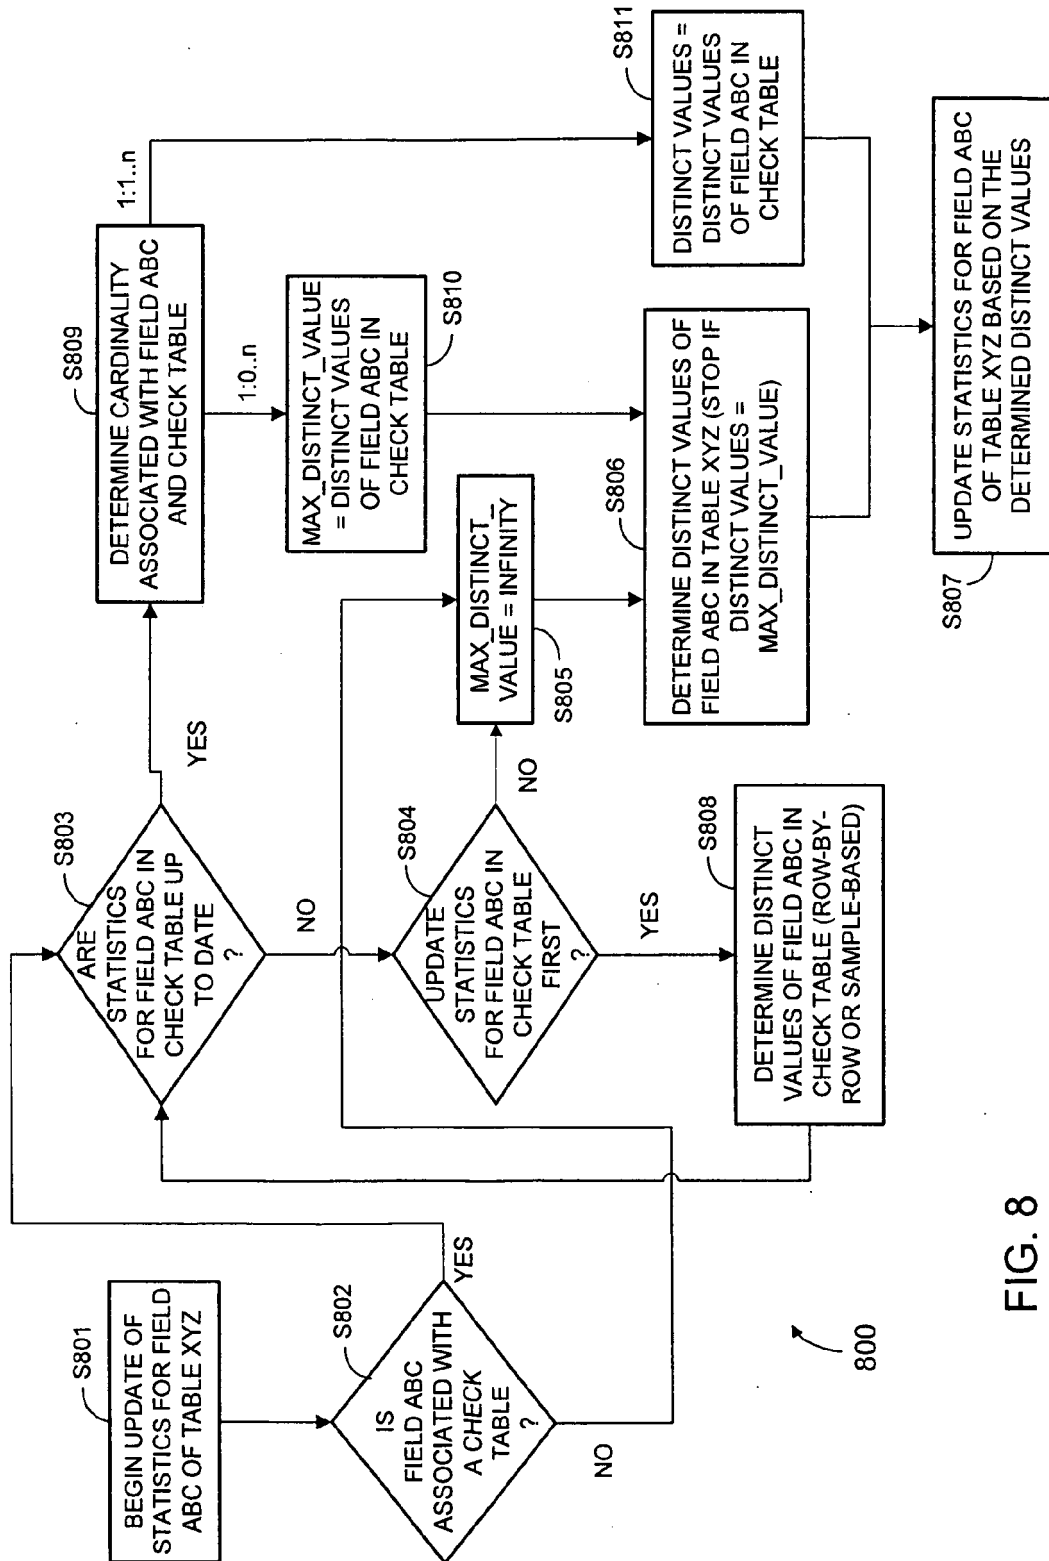 S801
BEGIN UPDATE OF
STATISTICS FOR FIELD
ABC OF TABLE XYZ
S802
IS
FIELD ABC
ASSOCIATED WITH
A CHECK
TABLE
?
YES
NO
S803
ARE
STATISTICS
FOR FIELD ABC IN
CHECK TABLE UP
TO DATE
?
YES
NO
S804
UPDATE
STATISTICS
FOR FIELD ABC IN
CHECK TABLE
FIRST
?
NO
YES
S808
DETERMINE DISTINCT
VALUES OF FIELD ABC IN
CHECK TABLE (ROW-BY-
ROW OR SAMPLE-BASED)
S809
DETERMINE CARDINALITY
ASSOCIATED WITH FIELD ABC
AND CHECK TABLE
1:1..n
1:0..n
MAX_DISTINCT_VALUE
= DISTINCT VALUES
OF FIELD ABC IN
CHECK TABLE
S810
MAX_DISTINCT_
VALUE = INFINITY
S805
S806
DETERMINE DISTINCT VALUES OF
FIELD ABC IN TABLE XYZ (STOP IF
DISTINCT VALUES =
MAX_DISTINCT_VALUE)
S811
DISTINCT VALUES =
DISTINCT VALUES
OF FIELD ABC IN
CHECK TABLE
UPDATE STATISTICS FOR FIELD ABC
OF TABLE XYZ BASED ON THE
DETERMINED DISTINCT VALUES
S807
800
FIG. 8